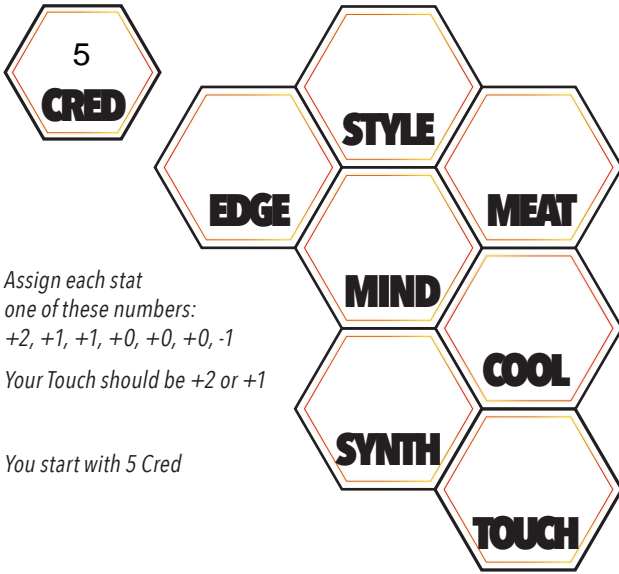 5
CRED
STYLE
EDGE
MEAT
MIND
COOL
SYNTH
TOUCH
Assign each stat
one of these numbers:
+2, +1, +1, +0, +0, +0, -1
Your Touch should be +2 or +1
You start with 5 Cred